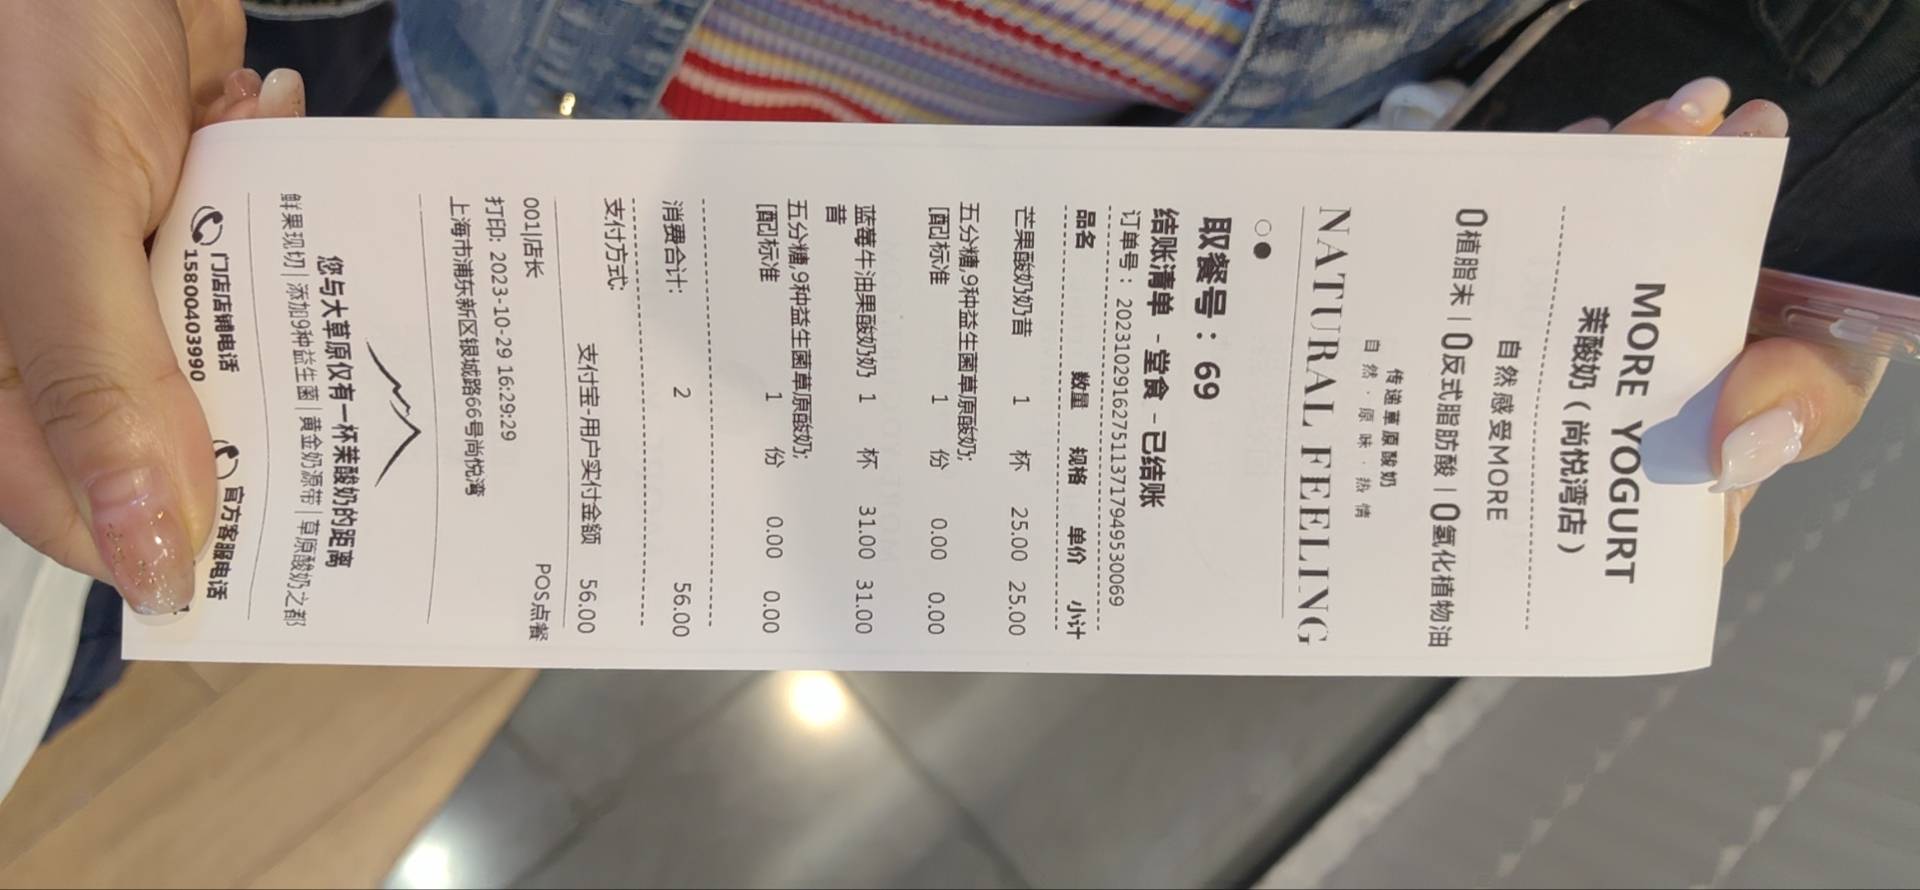 MORE YOGURT
茉酸奶（尚悦湾店）
自然感受MORE
0植脂末 | 0反式脂肪酸 | 0氢化植物油
传递草原酸奶
自然·原味·热情
NATURAL FEELING
取餐号：69
结账清单 - 堂食 - 已结账
订单号：20231029162751137179495300​69
品名 数量 规格 单价 小计
芒果酸奶奶昔 1 杯 25.00 25.00
五分糖,9种益生菌草原酸奶;
[配]标准 1 份 0.00 0.00
蓝莓牛油果酸奶奶 1 杯 31.00 31.00
昔
五分糖,9种益生菌草原酸奶;
[配]标准 1 份 0.00 0.00
消费合计: 2 56.00
支付方式:
支付宝-用户实付金额 56.00
001|店长 POS点餐
打印: 2023-10-29 16:29:29
上海市浦东新区银城路66号尚悦湾
您与大草原仅有一杯茉酸奶的距离
鲜果现切 | 添加9种益生菌 | 黄金奶源带 | 草原酸奶之都
门店店铺电话 官方客服电话
15800403990